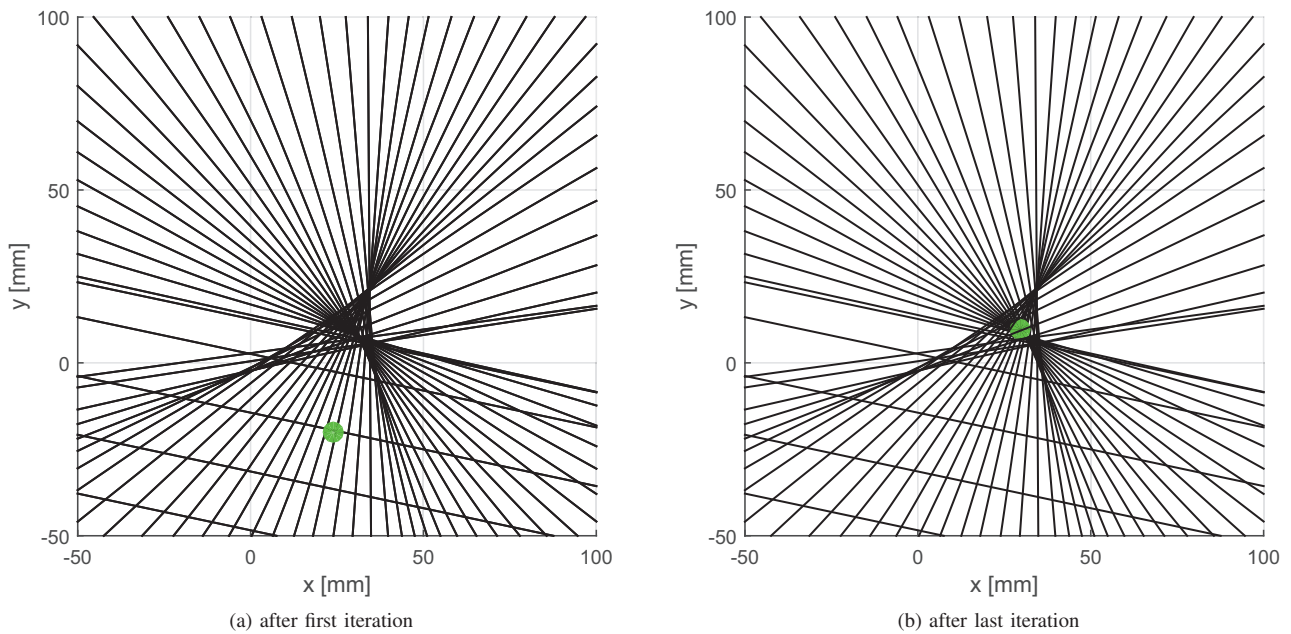 100
50
0
-50
-50 0 50 100
x [mm]
y [mm]
(a) after first iteration
100
50
0
-50
-50 0 50 100
x [mm]
y [mm]
(b) after last iteration